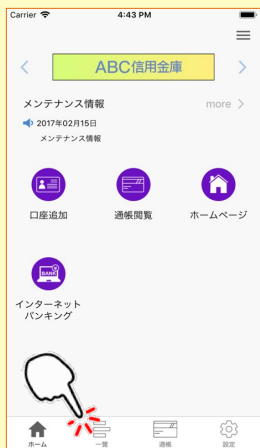 Carrier 4:43 PM
ABC信用金庫
メンテナンス情報 more
2017年02月15日
メンテナンス情報
口座追加 通帳閲覧 ホームページ
BANK
インターネット
バンキング
ホーム 一覧 通帳 設定